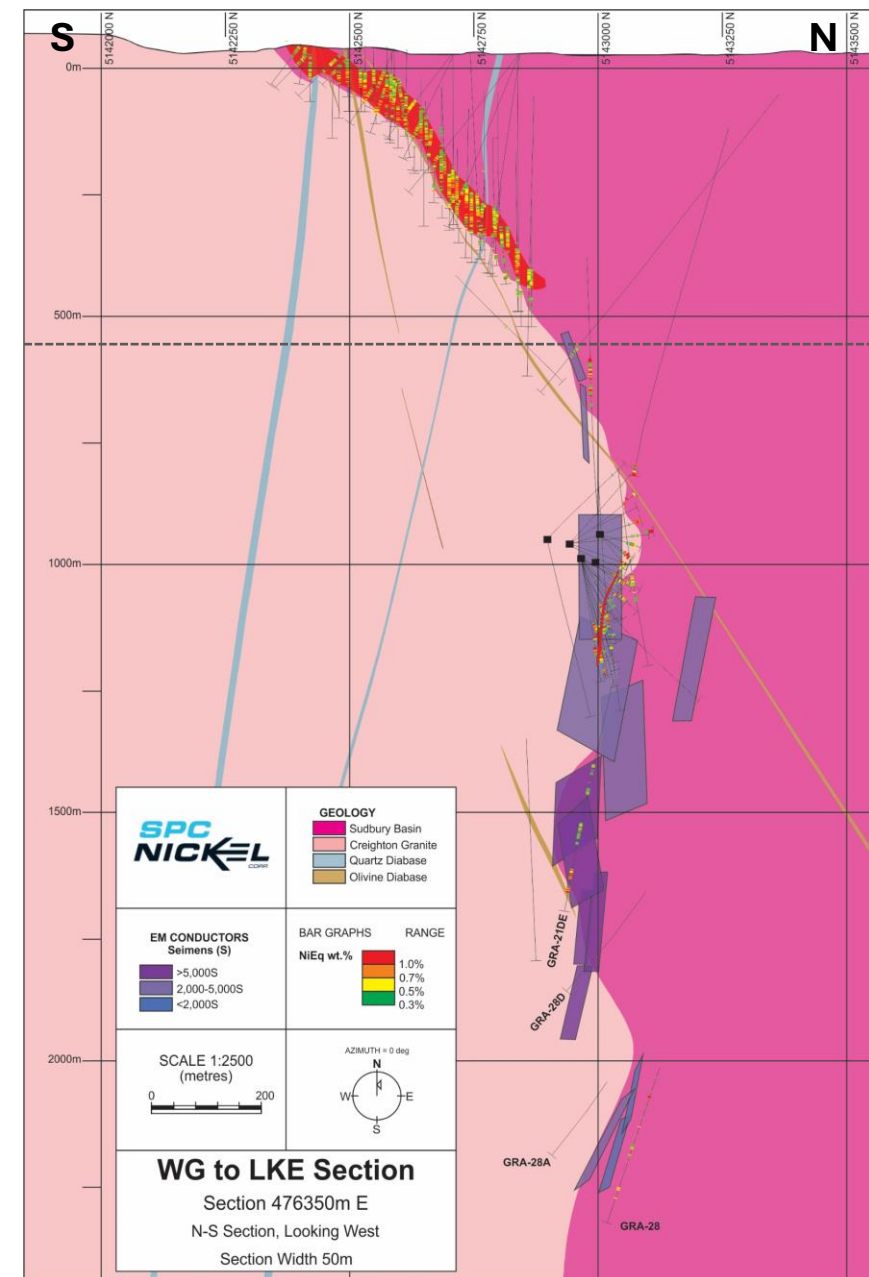 S
N
5142000 N
5142250 N
5142500 N
5142750 N
5143000 N
5143250 N
5143500 N
0m
500m
1000m
1500m
2000m
SPC
NICKEL
CORP.
GEOLOGY
Sudbury Basin
Creighton Granite
Quartz Diabase
Olivine Diabase
EM CONDUCTORS
Seimens (S)
>5,000S
2,000-5,000S
<2,000S
BAR GRAPHS RANGE
NiEq wt.%
1.0%
0.7%
0.5%
0.3%
SCALE 1:2500
(metres)
0 200
AZIMUTH = 0 deg
N
W E
S
WG to LKE Section
Section 476350m E
N-S Section, Looking West
Section Width 50m
GRA-21DE
GRA-28D
GRA-28A
GRA-28